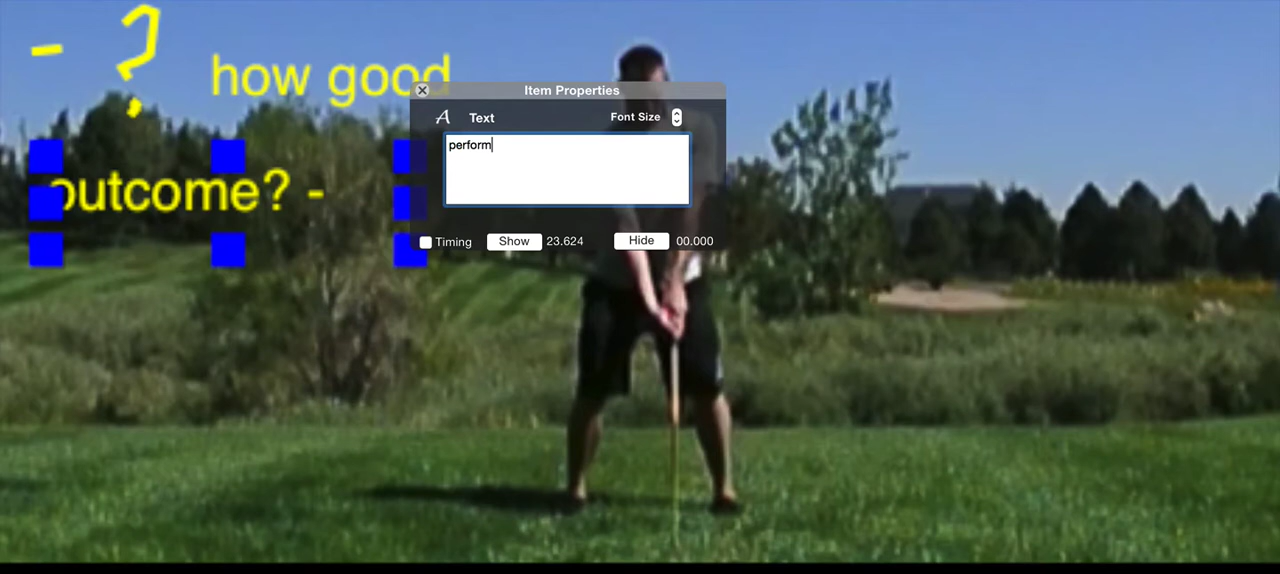 - ? how good
Item Properties
A Text Font Size
perform
outcome? -
Timing Show 23.624 Hide 00.000